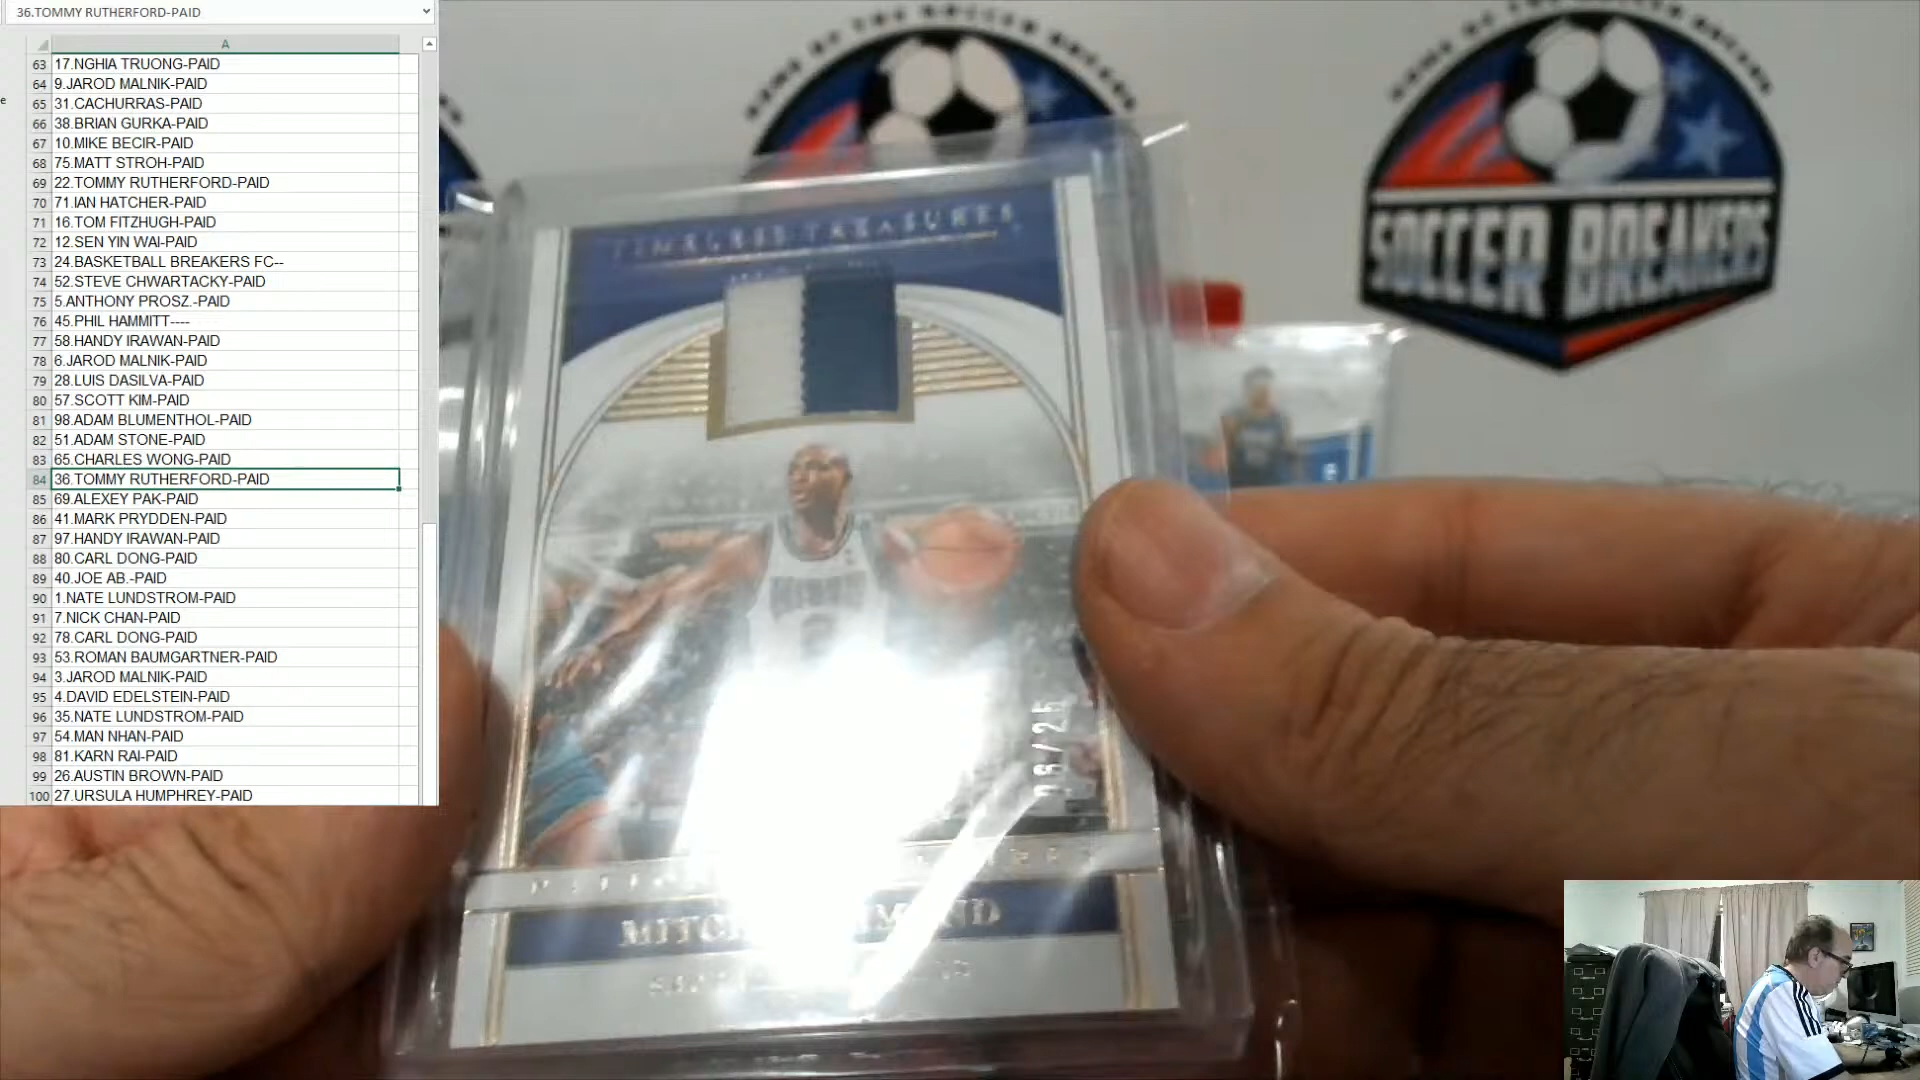 36.TOMMY RUTHERFORD-PAID
A
63 17.NGHIA TRUONG-PAID
64 9.JAROD MALNIK-PAID
65 31.CACHURRAS-PAID
66 38.BRIAN GURKA-PAID
67 10.MIKE BECIR-PAID
68 75.MATT STROH-PAID
69 22.TOMMY RUTHERFORD-PAID
70 71.IAN HATCHER-PAID
71 16.TOM FITZHUGH-PAID
72 12.SEN YIN WAI-PAID
73 24.BASKETBALL BREAKERS FC--
74 52.STEVE CHWARTACKY-PAID
75 5.ANTHONY PROSZ.-PAID
76 45.PHIL HAMMITT----
77 58.HANDY IRAWAN-PAID
78 6.JAROD MALNIK-PAID
79 28.LUIS DASILVA-PAID
80 57.SCOTT KIM-PAID
81 98.ADAM BLUMENTHOL-PAID
82 51.ADAM STONE-PAID
83 65.CHARLES WONG-PAID
84 36.TOMMY RUTHERFORD-PAID
85 69.ALEXEY PAK-PAID
86 41.MARK PRYDDEN-PAID
87 97.HANDY IRAWAN-PAID
88 80.CARL DONG-PAID
89 40.JOE AB.-PAID
90 1.NATE LUNDSTROM-PAID
91 7.NICK CHAN-PAID
92 78.CARL DONG-PAID
93 53.ROMAN BAUMGARTNER-PAID
94 3.JAROD MALNIK-PAID
95 4.DAVID EDELSTEIN-PAID
96 35.NATE LUNDSTROM-PAID
97 54.MAN NHAN-PAID
98 81.KARN RAI-PAID
99 26.AUSTIN BROWN-PAID
100 27.URSULA HUMPHREY-PAID
e
TIMELESS TREASURES
SOCCER BREAKERS